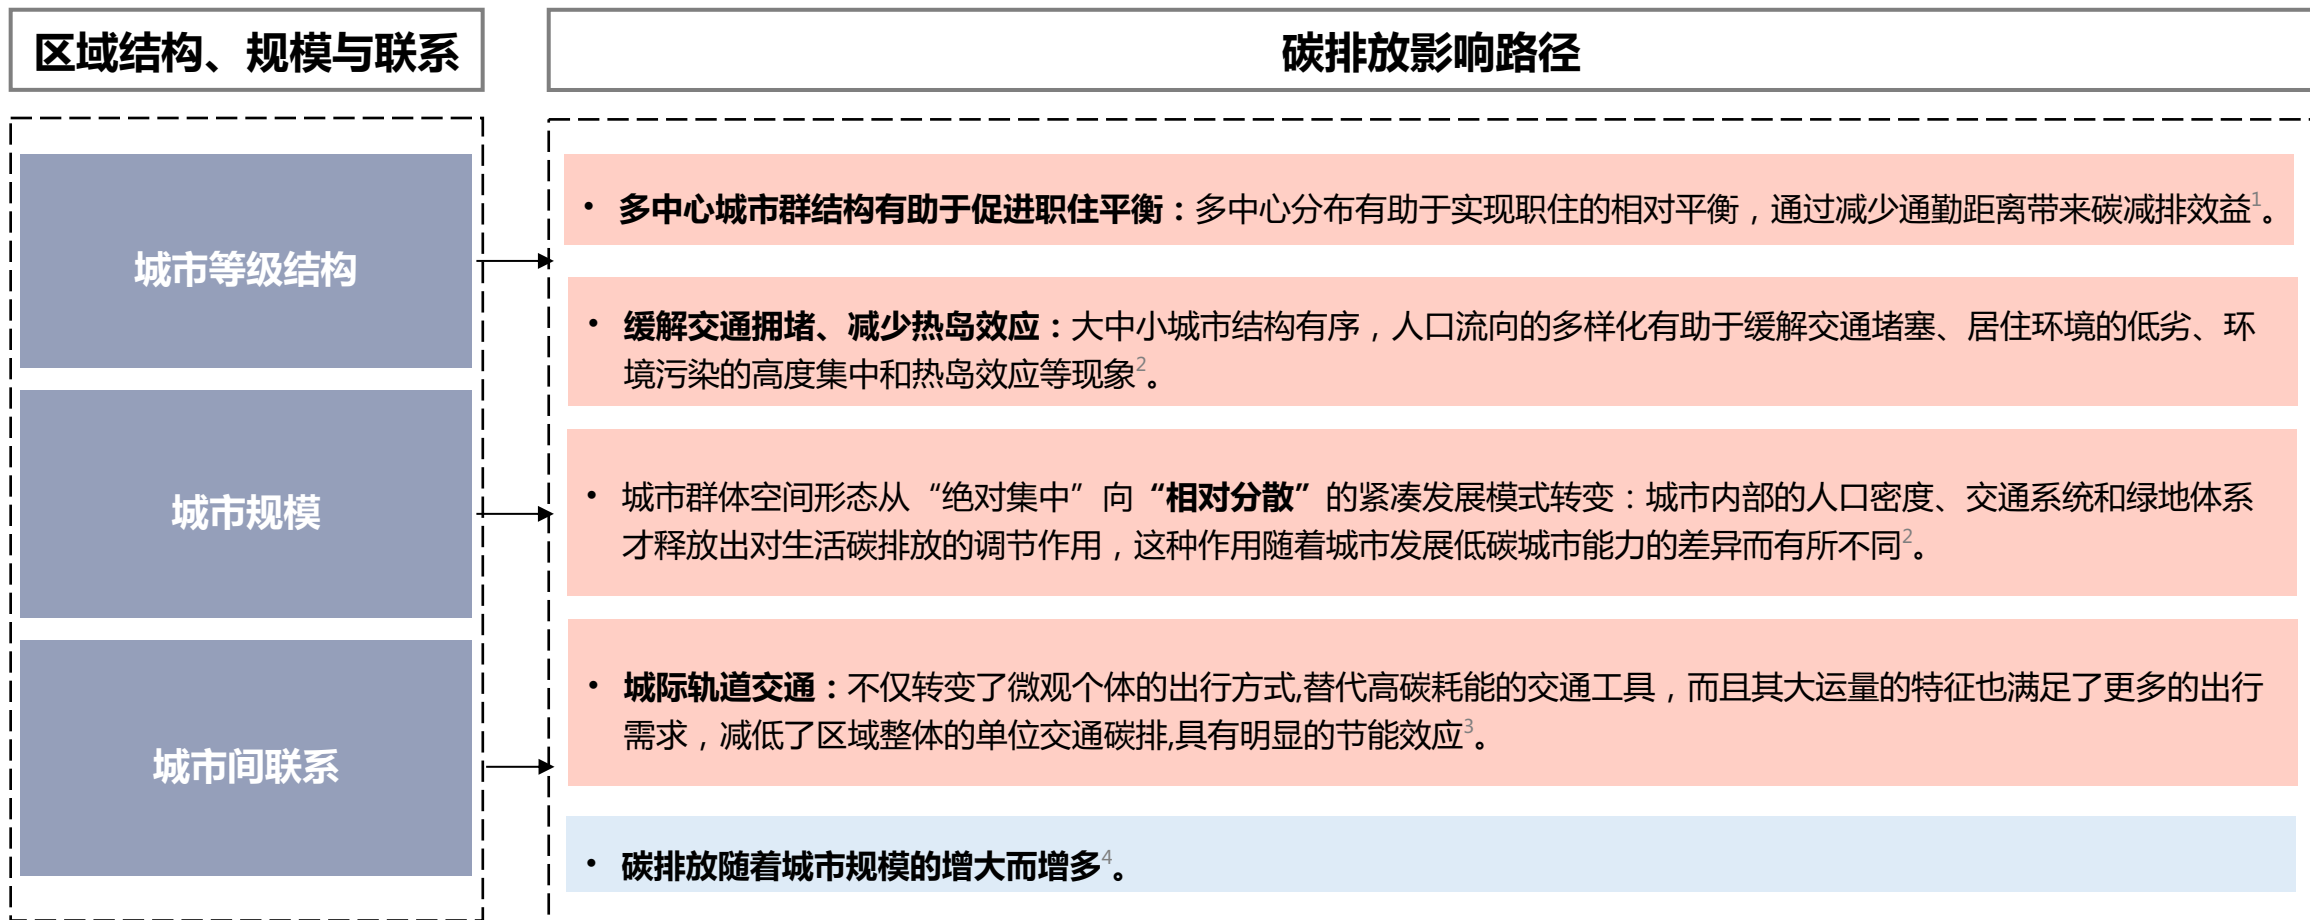 区域结构、规模与联系
碳排放影响路径
城市等级结构
• 多中心城市群结构有助于促进职住平衡：多中心分布有助于实现职住的相对平衡，通过减少通勤距离带来碳减排效益1。
• 缓解交通拥堵、减少热岛效应：大中小城市结构有序，人口流向的多样化有助于缓解交通堵塞、居住环境的低劣、环
境污染的高度集中和热岛效应等现象2。
城市规模
• 城市群体空间形态从“绝对集中”向“相对分散”的紧凑发展模式转变：城市内部的人口密度、交通系统和绿地体系
才释放出对生活碳排放的调节作用，这种作用随着城市发展低碳城市能力的差异而有所不同2。
城市间联系
• 城际轨道交通：不仅转变了微观个体的出行方式,替代高碳耗能的交通工具，而且其大运量的特征也满足了更多的出行
需求，减低了区域整体的单位交通碳排,具有明显的节能效应3。
• 碳排放随着城市规模的增大而增多4。